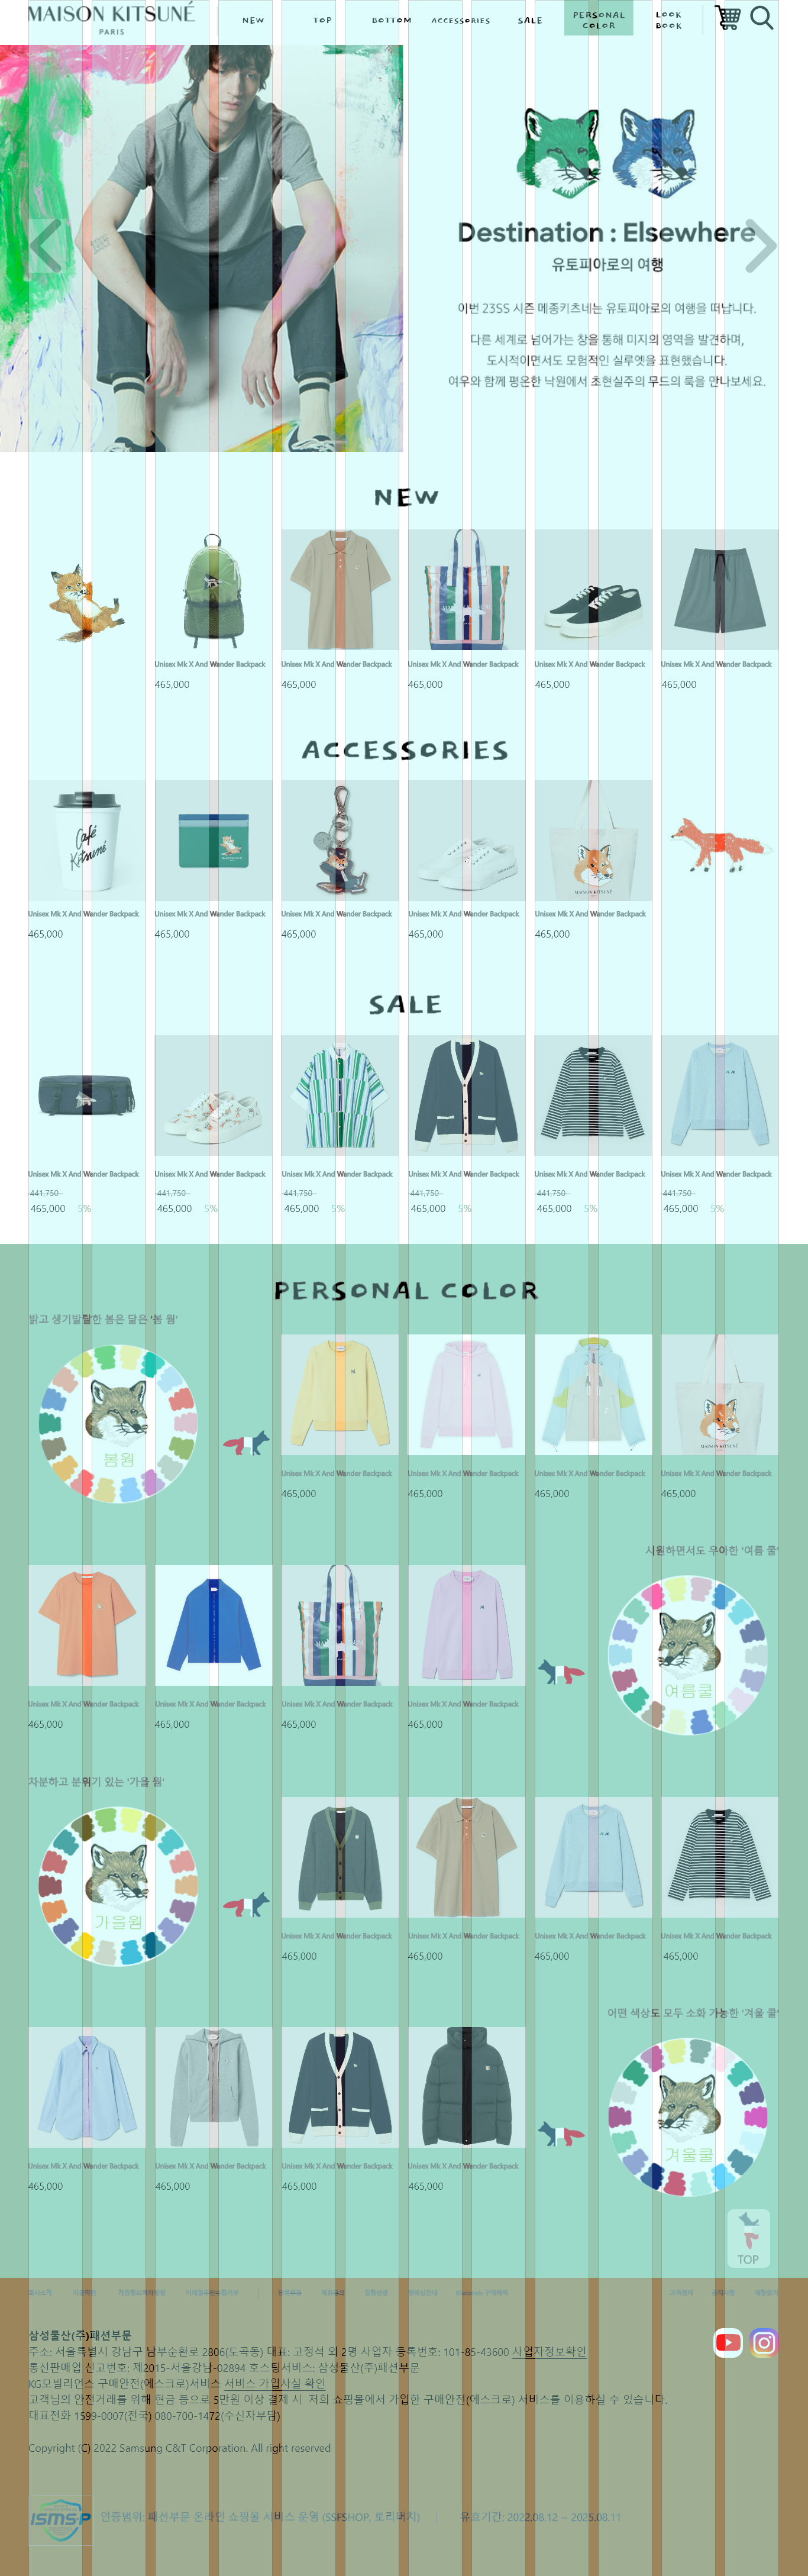 MAISON KITSUNÉ
PARIS
NEW
TOP
BOTTOM
ACCESSORIES
SALE
PERSONAL
COLOR
LOOK
BOOK
Destination : Elsewhere
유토피아로의 여행
이번 23SS 시즌 메종키츠네는 유토피아로의 여행을 떠납니다.
다른 세계로 넘어가는 창을 통해 미지의 영역을 발견하며,
도시적이면서도 모험적인 실루엣을 표현했습니다.
여우와 함께 평온한 낙원에서 초현실주의 무드의 룩을 만나보세요.
NEW
Unisex Mk X And Wander Backpack
Unisex Mk X And Wander Backpack
Unisex Mk X And Wander Backpack
Unisex Mk X And Wander Backpack
Unisex Mk X And Wander Backpack
465,000
465,000
465,000
465,000
465,000
ACCESSORIES
Café
Kitsuné
MAISON KITSUNÉ
Unisex Mk X And Wander Backpack
Unisex Mk X And Wander Backpack
Unisex Mk X And Wander Backpack
Unisex Mk X And Wander Backpack
Unisex Mk X And Wander Backpack
465,000
465,000
465,000
465,000
465,000
SALE
Unisex Mk X And Wander Backpack
Unisex Mk X And Wander Backpack
Unisex Mk X And Wander Backpack
Unisex Mk X And Wander Backpack
Unisex Mk X And Wander Backpack
Unisex Mk X And Wander Backpack
441,750
441,750
441,750
441,750
441,750
441,750
465,000 5%
465,000 5%
465,000 5%
465,000 5%
465,000 5%
465,000 5%
PERSONAL COLOR
밝고 생기발랄한 봄은 닮은 '봄 웜'
봄웜
MAISON KITSUNÉ
Unisex Mk X And Wander Backpack
Unisex Mk X And Wander Backpack
Unisex Mk X And Wander Backpack
Unisex Mk X And Wander Backpack
465,000
465,000
465,000
465,000
시원하면서도 우아한 '여름 쿨'
여름쿨
Unisex Mk X And Wander Backpack
Unisex Mk X And Wander Backpack
Unisex Mk X And Wander Backpack
Unisex Mk X And Wander Backpack
465,000
465,000
465,000
465,000
차분하고 분위기 있는 '가을 웜'
가을웜
Unisex Mk X And Wander Backpack
Unisex Mk X And Wander Backpack
Unisex Mk X And Wander Backpack
Unisex Mk X And Wander Backpack
465,000
465,000
465,000
465,000
어떤 색상도 모두 소화 가능한 '겨울 쿨'
겨울쿨
Unisex Mk X And Wander Backpack
Unisex Mk X And Wander Backpack
Unisex Mk X And Wander Backpack
Unisex Mk X And Wander Backpack
465,000
465,000
465,000
465,000
TOP
삼성물산(주)패션부문
주소: 서울특별시 강남구 남부순환로 2806(도곡동) 대표: 고정석 외 2명 사업자 등록번호: 101-85-43600 사업자정보확인
통신판매업 신고번호: 제2015-서울강남-02894 호스팅서비스: 삼성물산(주)패션부문
KG모빌리언스 구매안전(에스크로)서비스 서비스 가입사실 확인
고객님의 안전거래를 위해 현금 등으로 5만원 이상 결제 시 저희 쇼핑몰에서 가입한 구매안전(에스크로) 서비스를 이용하실 수 있습니다.
대표전화 1599-0007(전국) 080-700-1472(수신자부담)
Copyright (C) 2022 Samsung C&T Corporation. All right reserved
ISMS-P
인증범위: 패션부문 온라인 쇼핑몰 서비스 운영 (SSFSHOP, 토리버치) | 유효기간: 2022.08.12 ~ 2025.08.11